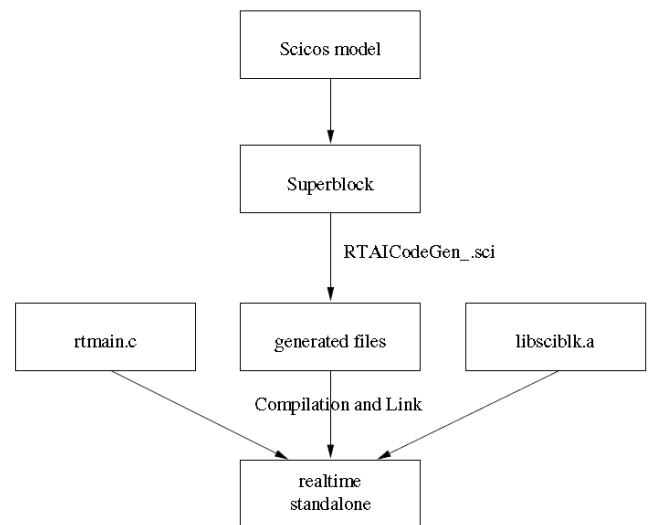 Scicos model
Superblock
RTAICodeGen_.sci
rtmain.c
generated files
libsciblk.a
Compilation and Link
realtime
standalone